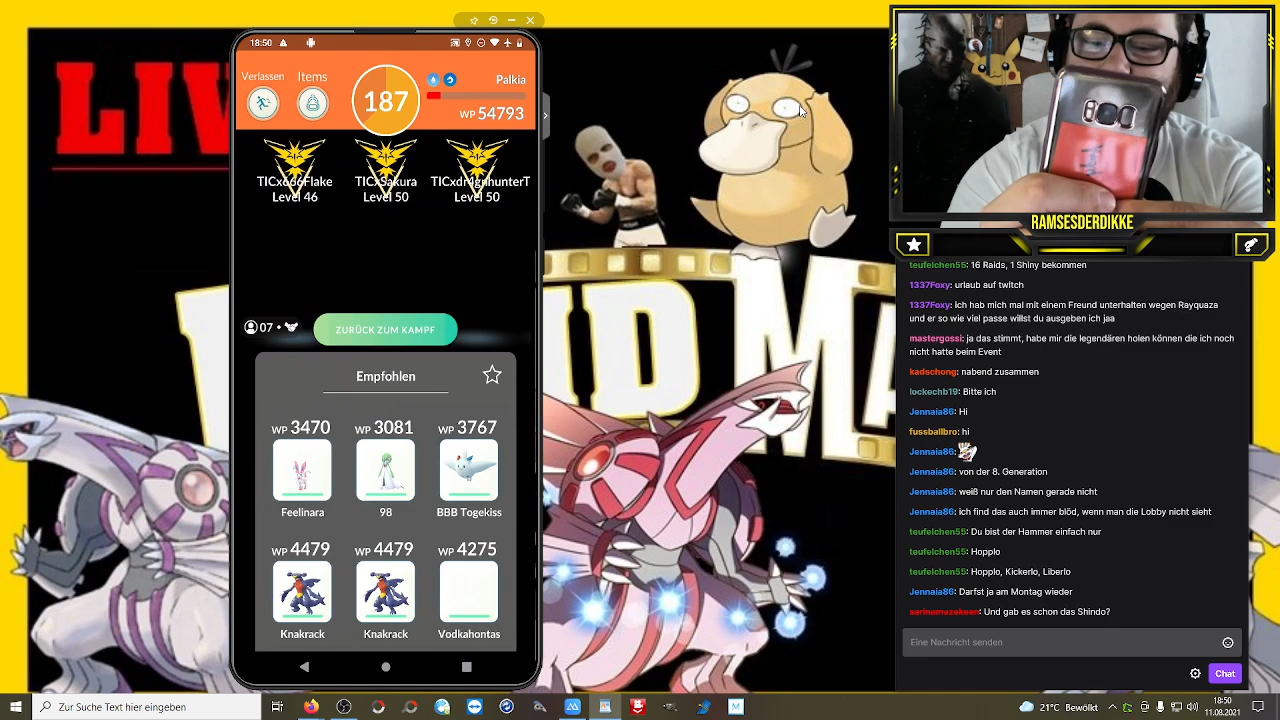 LIV
18:50
Verlassen
Items
187
Palkia
WP 54793
TICxdocFlake
Level 46
TICxSakura
Level 50
Level 50
07 •
ZURÜCK ZUM KAMPF
Empfohlen
WP 3470
WP 3081
WP 3767
Feelinara
98
BBB Togekiss
WP 4479
WP 4479
WP 4275
Knakrack
Knakrack
Vodkahontas
RAMSESDERDIKKE
teufelchen55: 16 Raids, 1 Shiny bekommen
1337Foxy: urlaub auf twitch
1337Foxy: ich hab mich mal mit einem Freund unterhalten wegen Rayquaza
und er so wie viel passe willst du ausgeben ich jaa
mastergossi: ja das stimmt, habe mir die legendären holen können die ich noch
nicht hatte beim Event
kadschong: nabend zusammen
lockechb19: Bitte ich
Jennaia86: Hi
fussballbro: hi
Jennaia86:
Jennaia86: von der 8. Generation
Jennaia86: weiß nur den Namen gerade nicht
Jennaia86: ich find das auch immer blöd, wenn man die Lobby nicht sieht
teufelchen55: Du bist der Hammer einfach nur
teufelchen55: Hopplo
teufelchen55: Hopplo, Kickerlo, Liberlo
Jennaia86: Darfst ja am Montag wieder
sarinamazekeen: Und gab es schon das Shindo?
Eine Nachricht senden
Chat
Zur Suche Text hier eingeben
21°C
18:50
11.08.2021